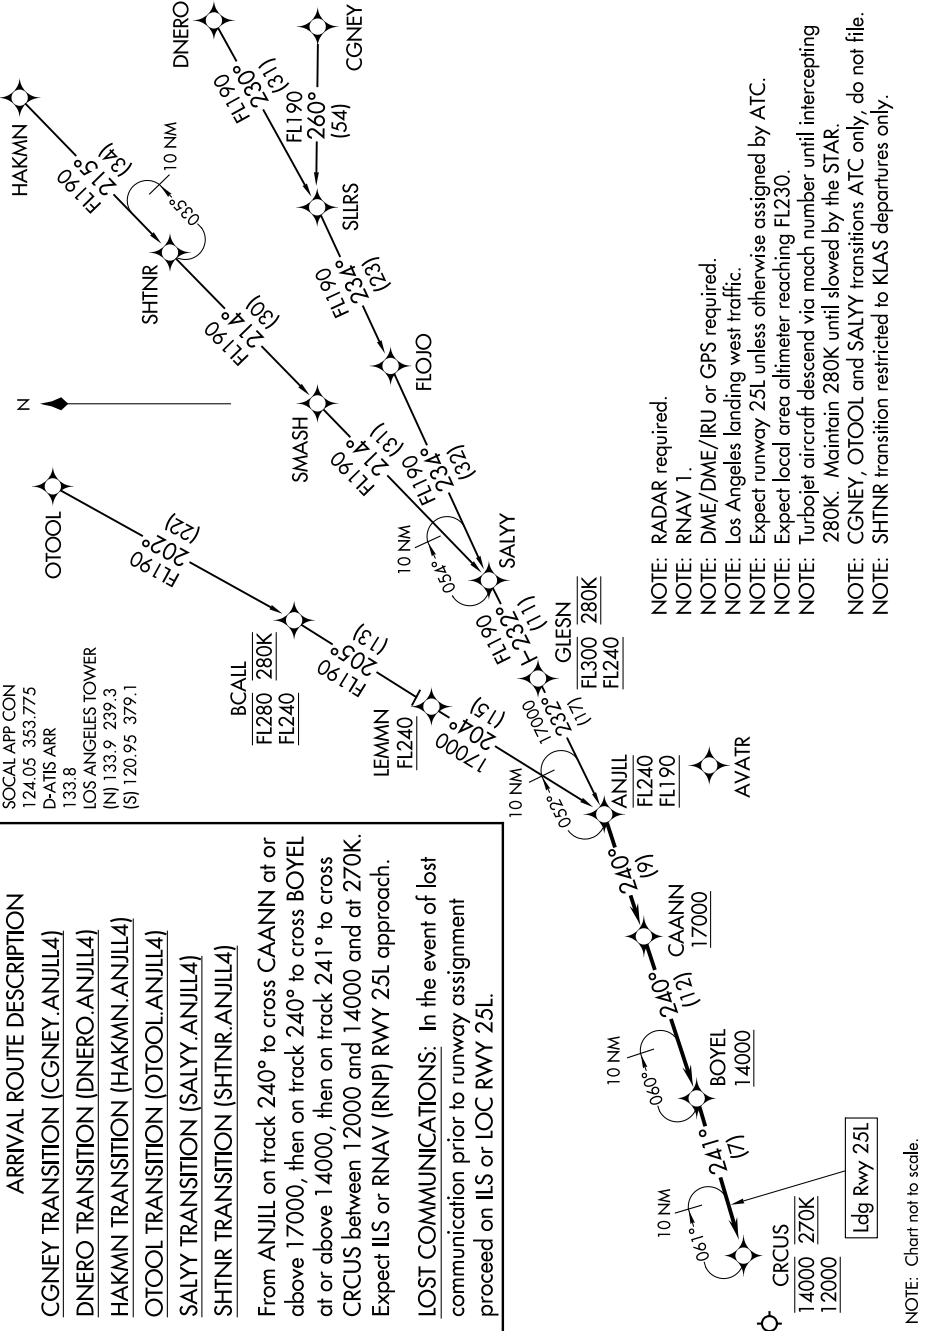 SOCAL APP CON
124.05 353.775
D-ATIS ARR
133.8
LOS ANGELES TOWER
(N) 133.9 239.3
(S) 120.95 379.1
ARRIVAL ROUTE DESCRIPTION
CGNEY TRANSITION (CGNEY.ANJLL4)
DNERO TRANSITION (DNERO.ANJLL4)
HAKMN TRANSITION (HAKMN.ANJLL4)
OTOOL TRANSITION (OTOOL.ANJLL4)
SALYY TRANSITION (SALYY.ANJLL4)
SHTNR TRANSITION (SHTNR.ANJLL4)
From ANJLL on track 240° to cross CAANN at or
above 17000, then on track 240° to cross BOYEL
at or above 14000, then on track 241° to cross
CRCUS between 12000 and 14000 and at 270K.
Expect ILS or RNAV (RNP) RWY 25L approach.
LOST COMMUNICATIONS: In the event of lost
communication prior to runway assignment
proceed on ILS or LOC RWY 25L.
N
OTOOL
FL190
202°
(22)
BCALL
FL280 280K
FL240
FL190
205°
(13)
LEMMN
FL240
17000
204°
(15)
HAKMN
FL190
215°
(34)
SHTNR
10 NM
035°
FL190
214°
(30)
SMASH
FL190
214°
(31)
DNERO
FL190
230°
(31)
CGNEY
FL190
260°
(54)
SLLRS
FL190
234°
(23)
FLOJO
FL190
234°
(32)
SALYY
10 NM
054°
FL190
232°
(11)
GLESN
FL300 280K
FL240
17000
232°
(17)
ANJLL
FL240
FL190
10 NM
052°
AVATR
240°
(9)
CAANN
17000
240°
(12)
BOYEL
14000
10 NM
060°
241°
(7)
10 NM
061°
CRCUS
14000 270K
12000
Ldg Rwy 25L
NOTE: RADAR required.
NOTE: RNAV 1.
NOTE: DME/DME/IRU or GPS required.
NOTE: Los Angeles landing west traffic.
NOTE: Expect runway 25L unless otherwise assigned by ATC.
NOTE: Expect local area altimeter reaching FL230.
NOTE: Turbojet aircraft descend via mach number until intercepting
280K. Maintain 280K until slowed by the STAR.
NOTE: CGNEY, OTOOL and SALYY transitions ATC only, do not file.
NOTE: SHTNR transition restricted to KLAS departures only.
NOTE: Chart not to scale.